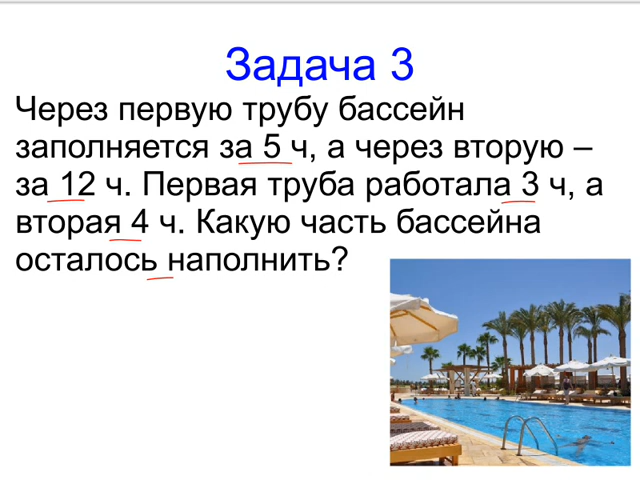 Задача 3
Через первую трубу бассейн
заполняется за 5 ч, а через вторую –
за 12 ч. Первая труба работала 3 ч, а
вторая 4 ч. Какую часть бассейна
осталось наполнить?